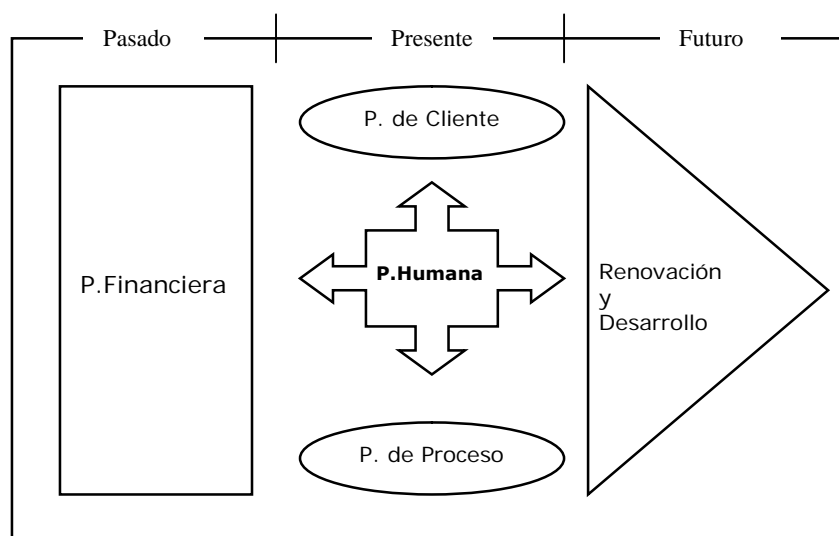 Pasado
Presente
Futuro
P. de Cliente
P.Financiera
P.Humana
Renovación
y
Desarrollo
P. de Proceso